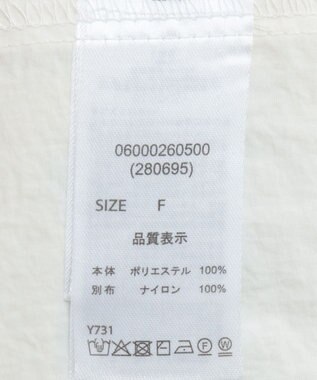 06000260500
(280695)
SIZE F
品質表示
本体 ポリエステル 100%
別布 ナイロン 100%
Y731